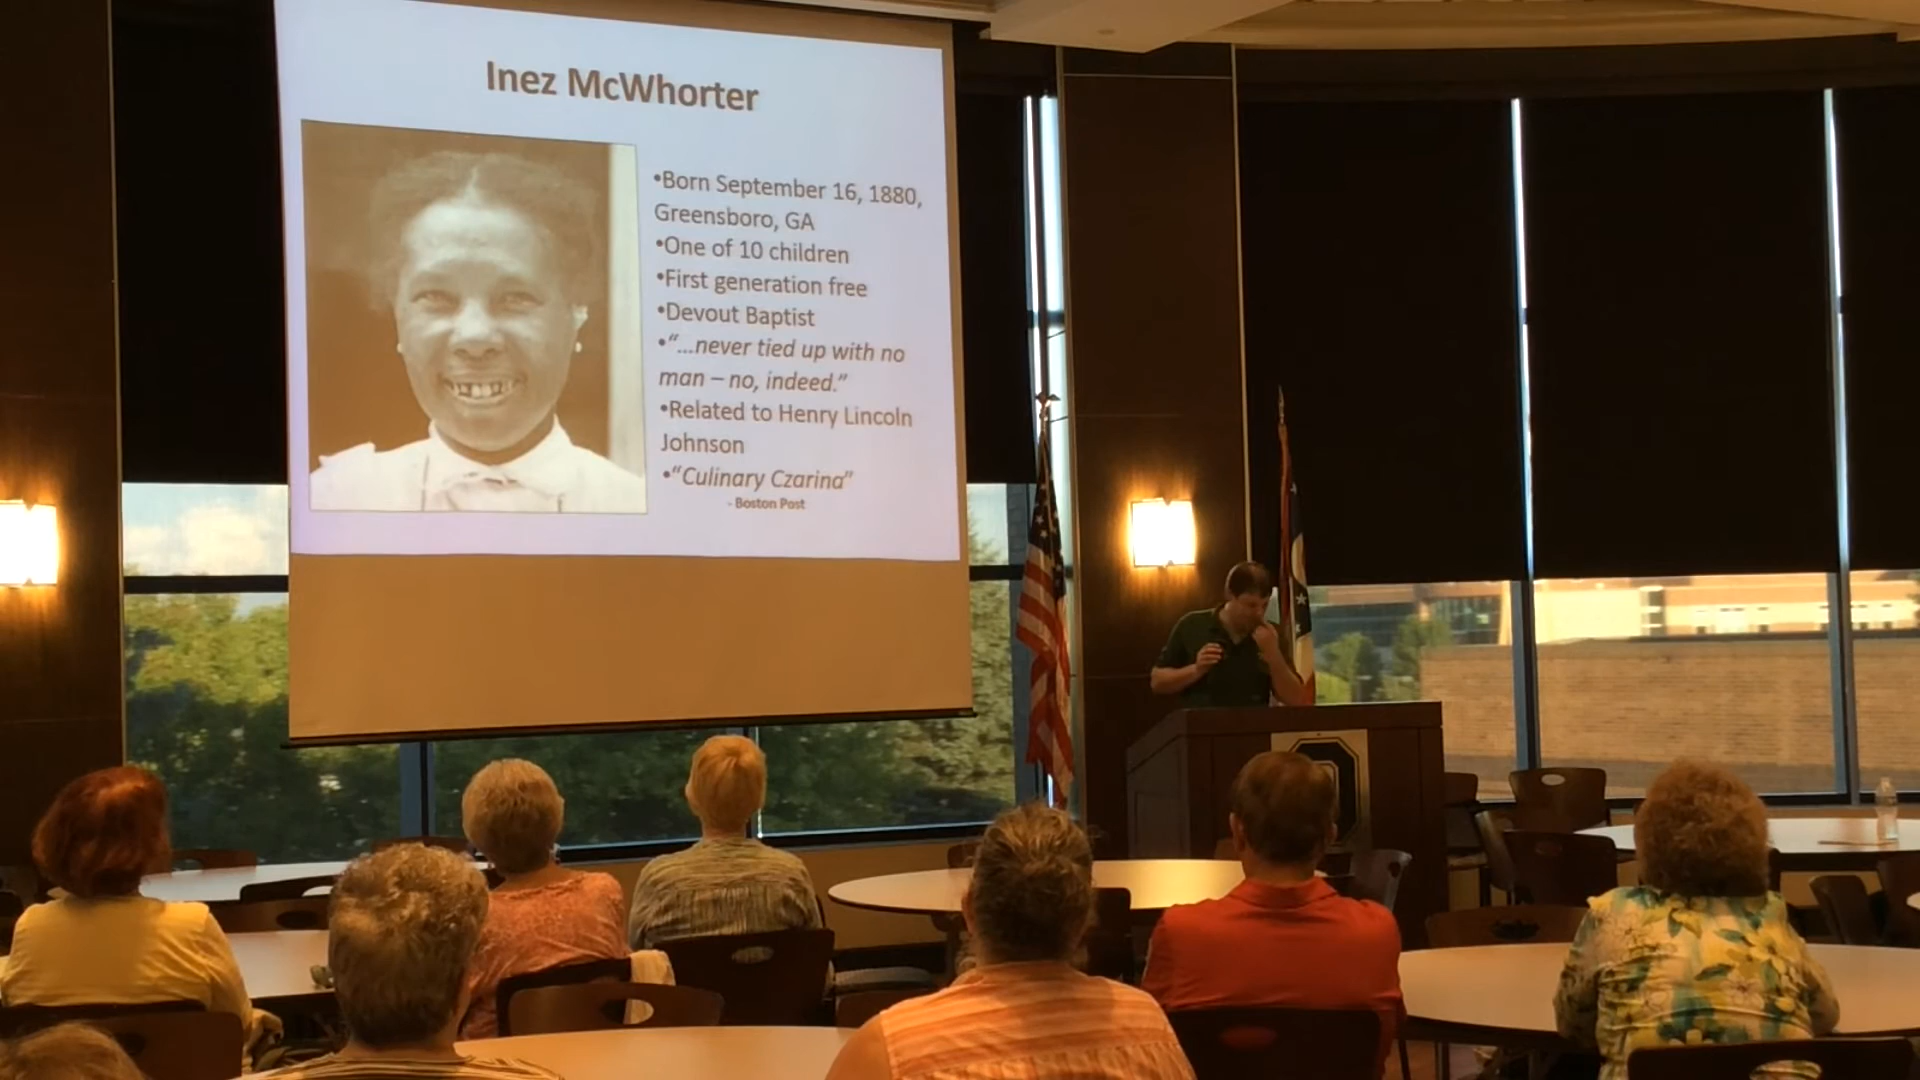 Inez McWhorter
•Born September 16, 1880,
Greensboro, GA
•One of 10 children
•First generation free
•Devout Baptist
•“...never tied up with no
man – no, indeed.”
•Related to Henry Lincoln
Johnson
•“Culinary Czarina”
- Boston Post